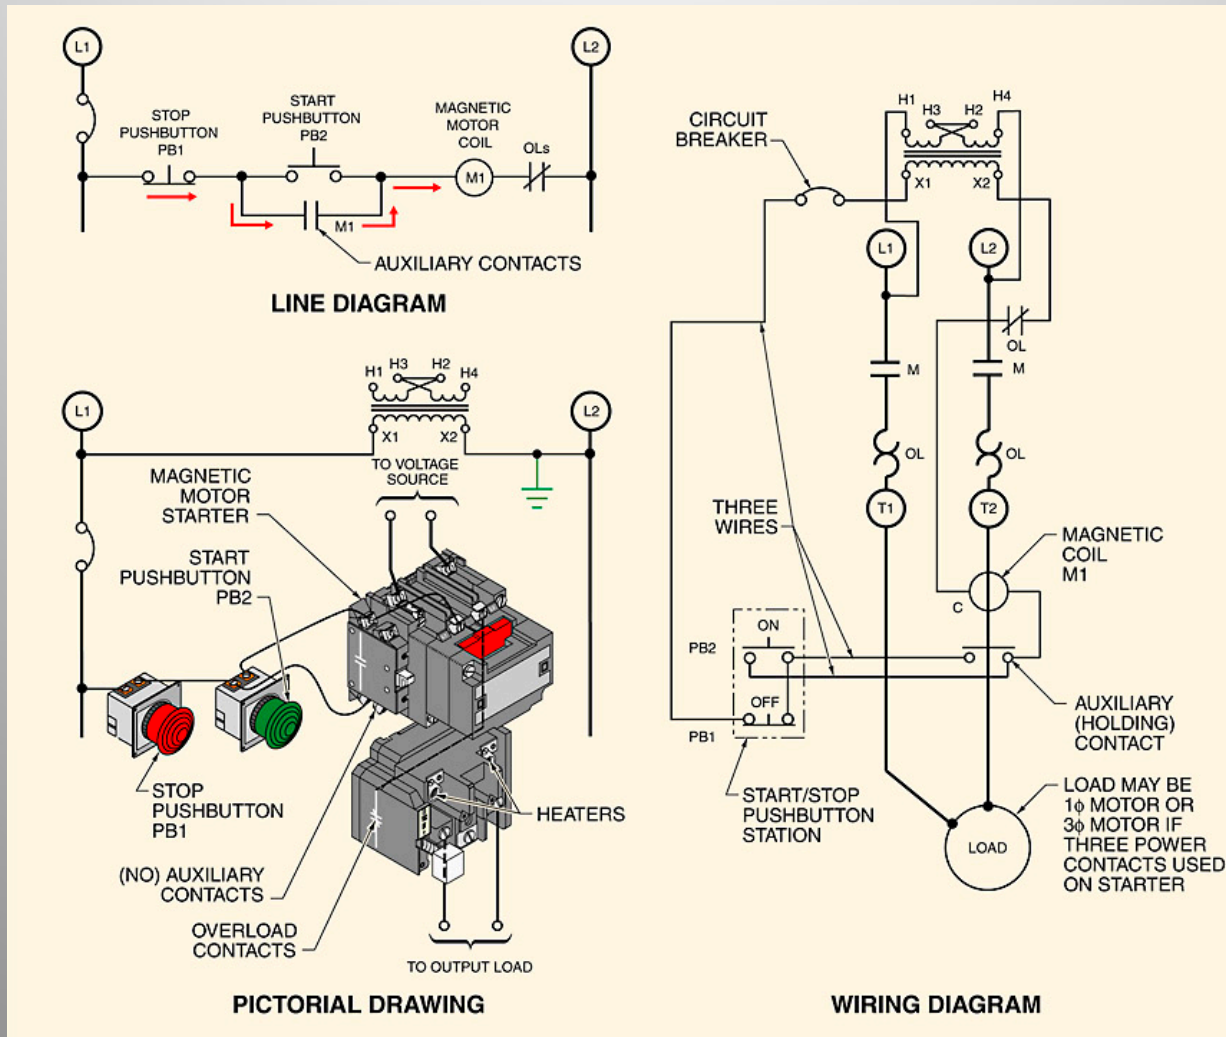 L1
L2
STOP
PUSHBUTTON
PB1
START
PUSHBUTTON
PB2
MAGNETIC
MOTOR
COIL
OLs
M1
M1
AUXILIARY CONTACTS
LINE DIAGRAM
H1
H3
H2
H4
L1
L2
X1
X2
TO VOLTAGE
SOURCE
MAGNETIC
MOTOR
STARTER
START
PUSHBUTTON
PB2
STOP
PUSHBUTTON
PB1
HEATERS
(NO) AUXILIARY
CONTACTS
OVERLOAD
CONTACTS
TO OUTPUT LOAD
PICTORIAL DRAWING
H1
H3
H2
H4
CIRCUIT
BREAKER
X1
X2
L1
L2
OL
M
M
OL
OL
T1
T2
THREE
WIRES
MAGNETIC
COIL
M1
C
ON
PB2
OFF
PB1
AUXILIARY
(HOLDING)
CONTACT
START/STOP
PUSHBUTTON
STATION
LOAD
LOAD MAY BE
1ϕ MOTOR OR
3ϕ MOTOR IF
THREE POWER
CONTACTS USED
ON STARTER
WIRING DIAGRAM